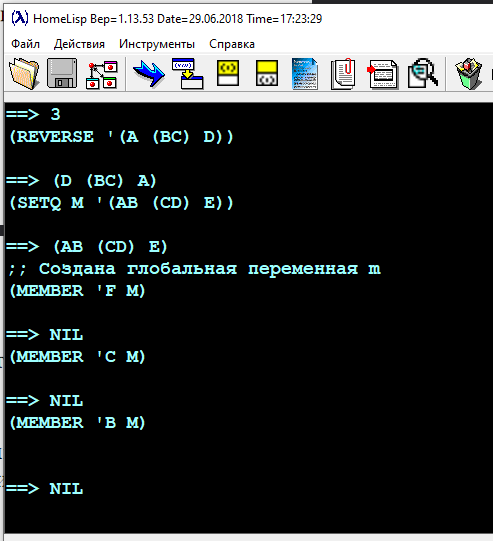 HomeLisp Вер=1.13.53 Date=29.06.2018 Time=17:23:29
Файл Действия Инструменты Справка
==> 3
(REVERSE '(A (BC) D))
==> (D (BC) A)
(SETQ M '(AB (CD) E))
==> (AB (CD) E)
;; Создана глобальная переменная m
(MEMBER 'F M)
==> NIL
(MEMBER 'C M)
==> NIL
(MEMBER 'B M)
==> NIL